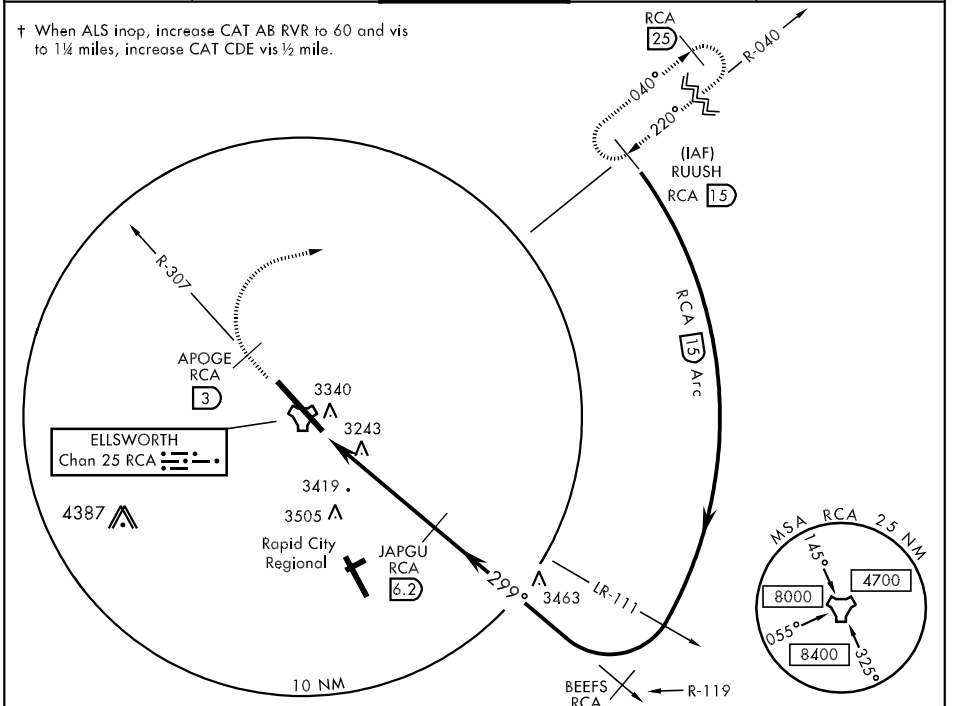 † When ALS inop, increase CAT AB RVR to 60 and vis
to 1¼ miles, increase CAT CDE vis ½ mile.
RCA
25
R-040
040°
220°
(IAF)
RUUSH
RCA 15
R-307
RCA 15 Arc
APOGE
RCA
3
3340
3243
ELLSWORTH
Chan 25 RCA
3419
4387
3505
Rapid City
Regional
JAPGU
RCA
6.2
299°
3463
LR-111
MSA RCA 25 NM
145°
4700
8000
055°
8400
325°
10 NM
BEEFS
RCA
R-119